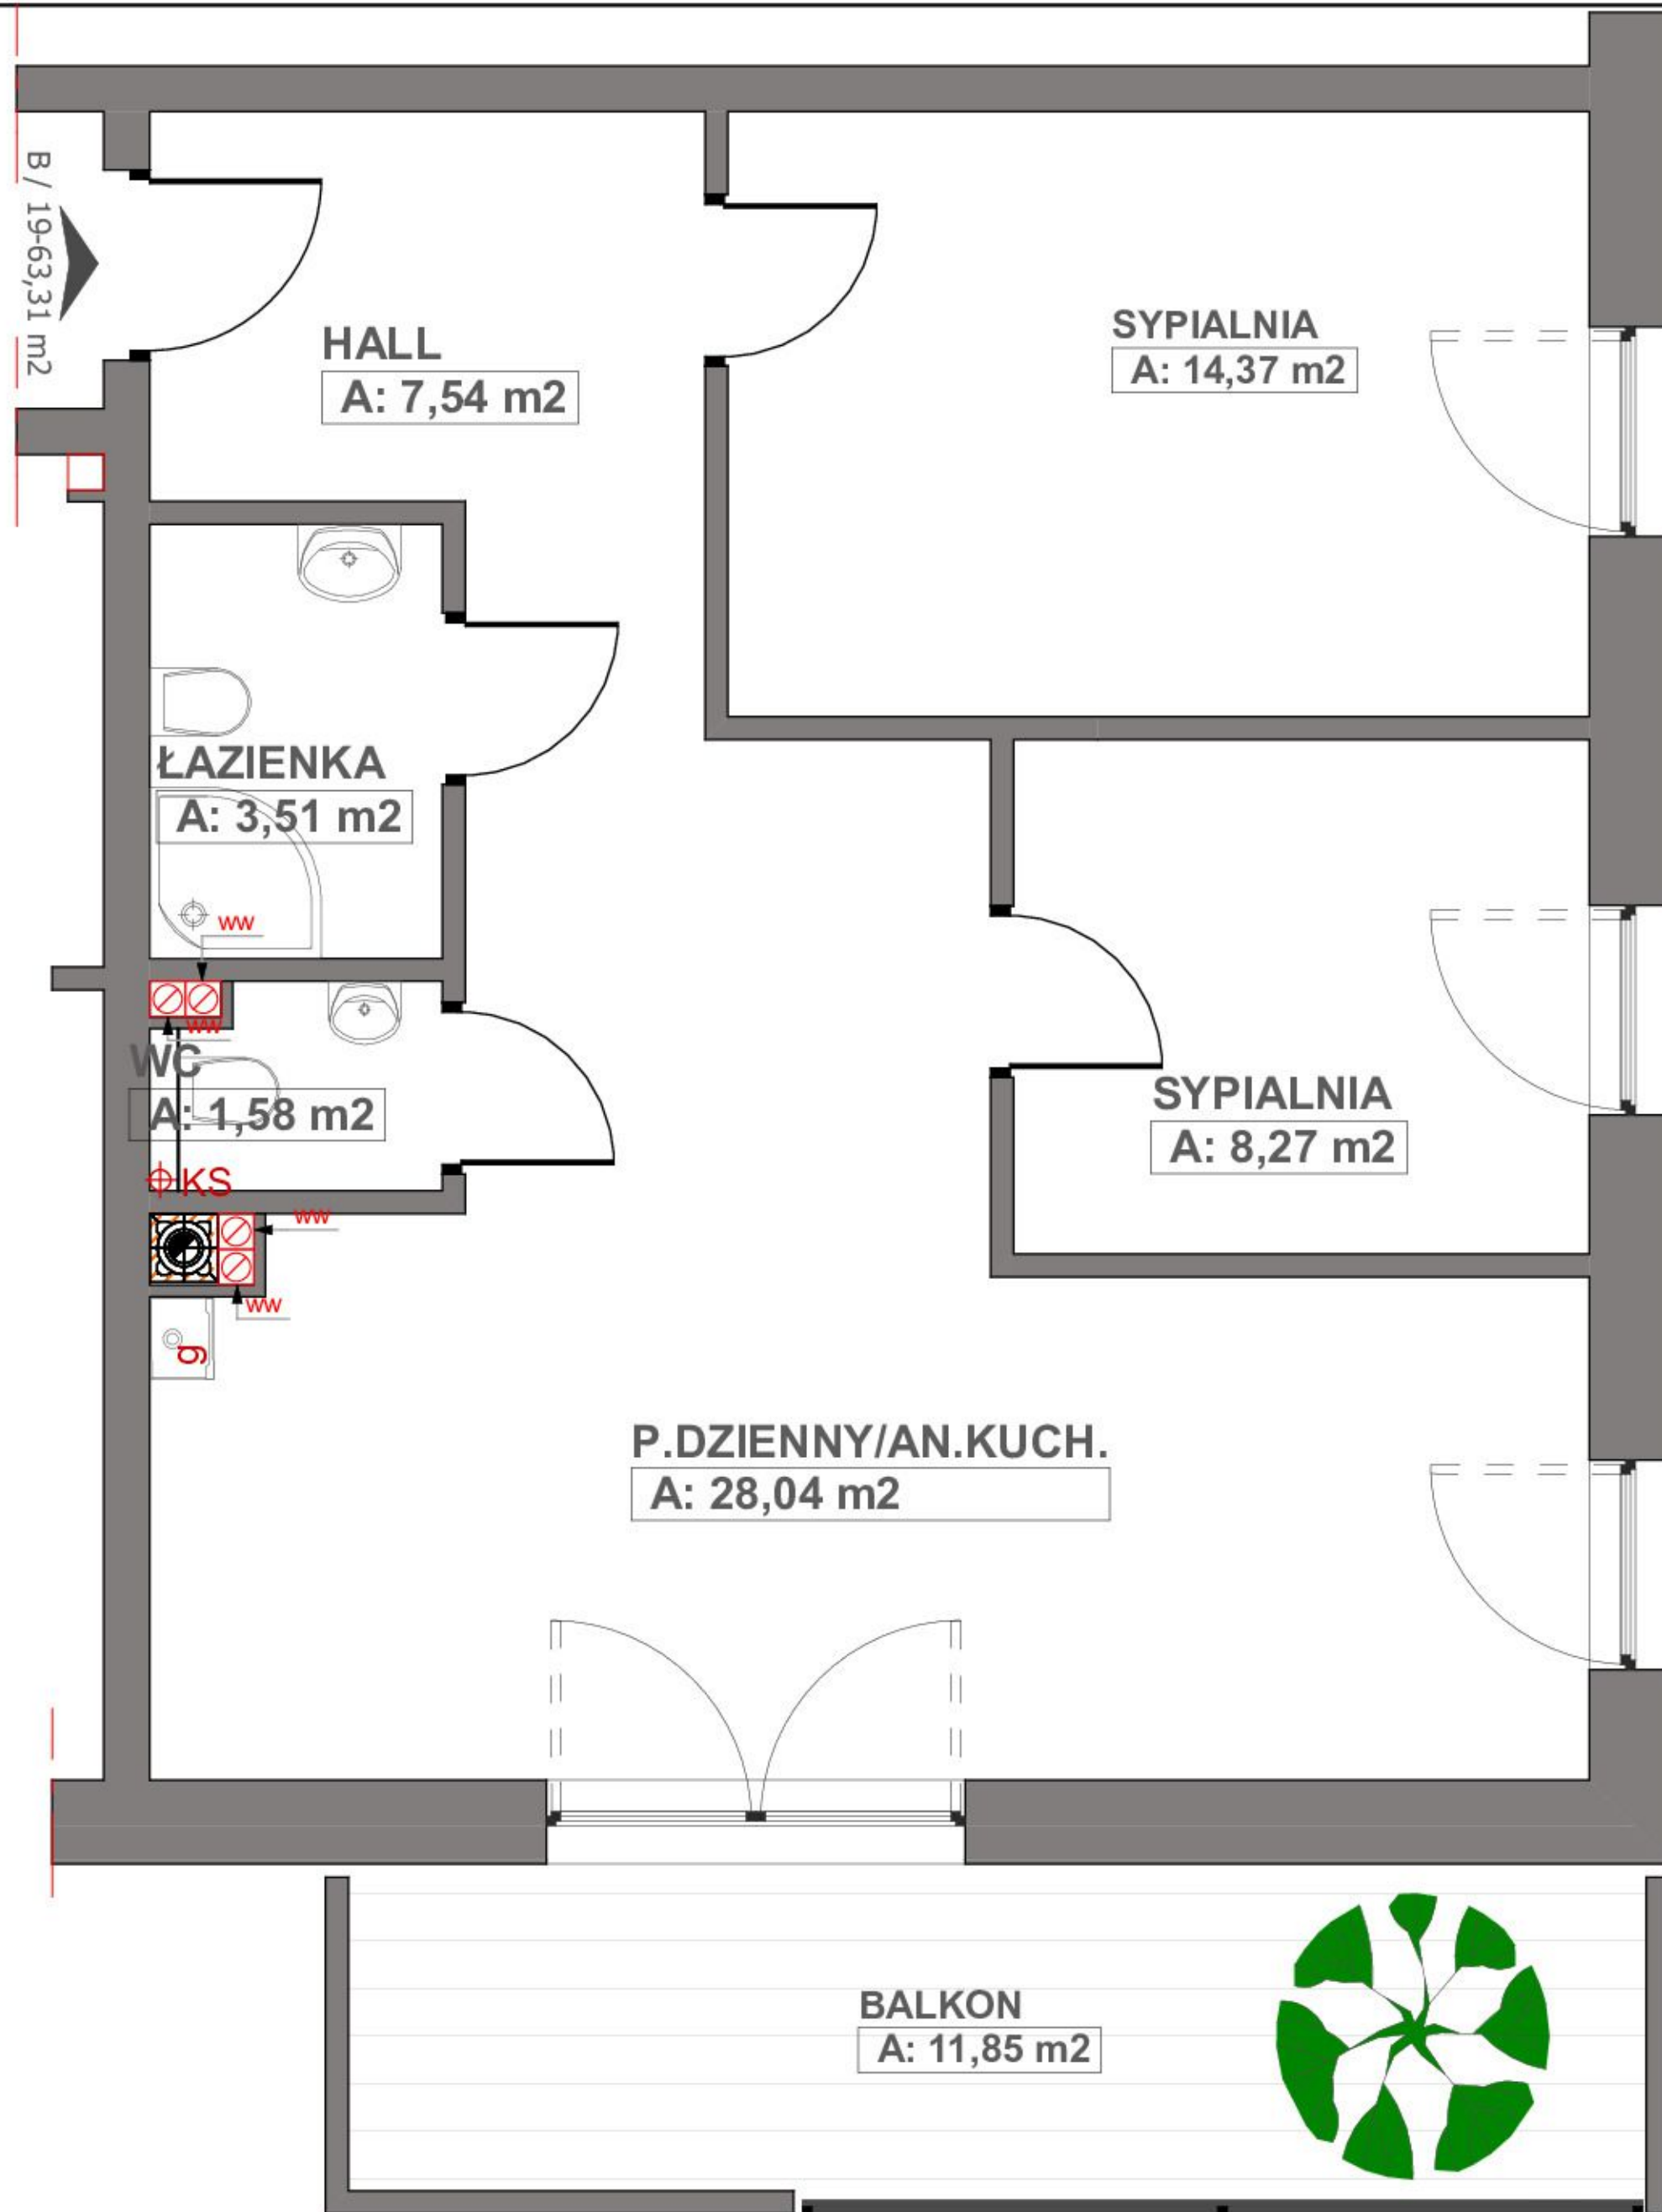 B / 19-63,31 m2
HALL
A: 7,54 m2
SYPIALNIA
A: 14,37 m2
ŁAZIENKA
A: 3,51 m2
ww
ww
WC
A: 1,58 m2
KS
ww
ww
g
SYPIALNIA
A: 8,27 m2
P.DZIENNY/AN.KUCH.
A: 28,04 m2
BALKON
A: 11,85 m2